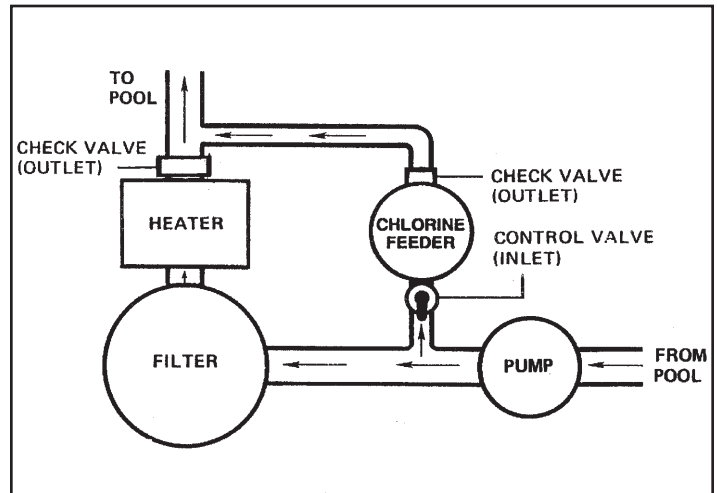 TO
POOL
CHECK VALVE
(OUTLET)
HEATER
CHLORINE
FEEDER
CHECK VALVE
(OUTLET)
CONTROL VALVE
(INLET)
FILTER
PUMP
FROM
POOL